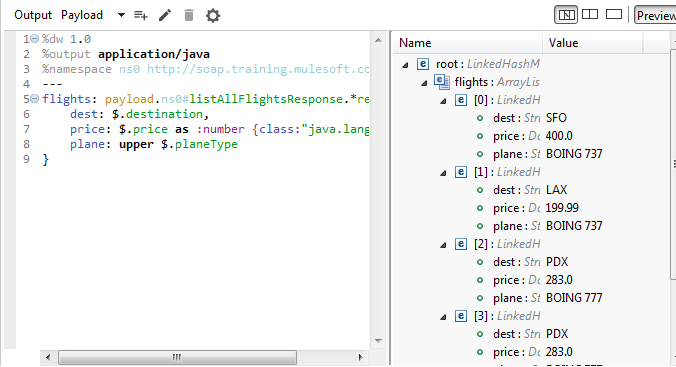 Output Payload
Preview
1 %dw 1.0
2 %output application/java
3 %namespace ns0 http://soap.training.mulesoft.co
4 ---
5 flights: payload.ns0#listAllFlightsResponse.*re
6 dest: $.destination,
7 price: $.price as :number {class:"java.lang
8 plane: upper $.planeType
9 }
Name Value
root : LinkedHashM
flights : ArrayLis
[0] : LinkedH
dest : Strı SFO
price : Do 400.0
plane : St BOING 737
[1] : LinkedH
dest : Strı LAX
price : Do 199.99
plane : St BOING 737
[2] : LinkedH
dest : Strı PDX
price : Do 283.0
plane : St BOING 777
[3] : LinkedH
dest : Strı PDX
price : Do 283.0